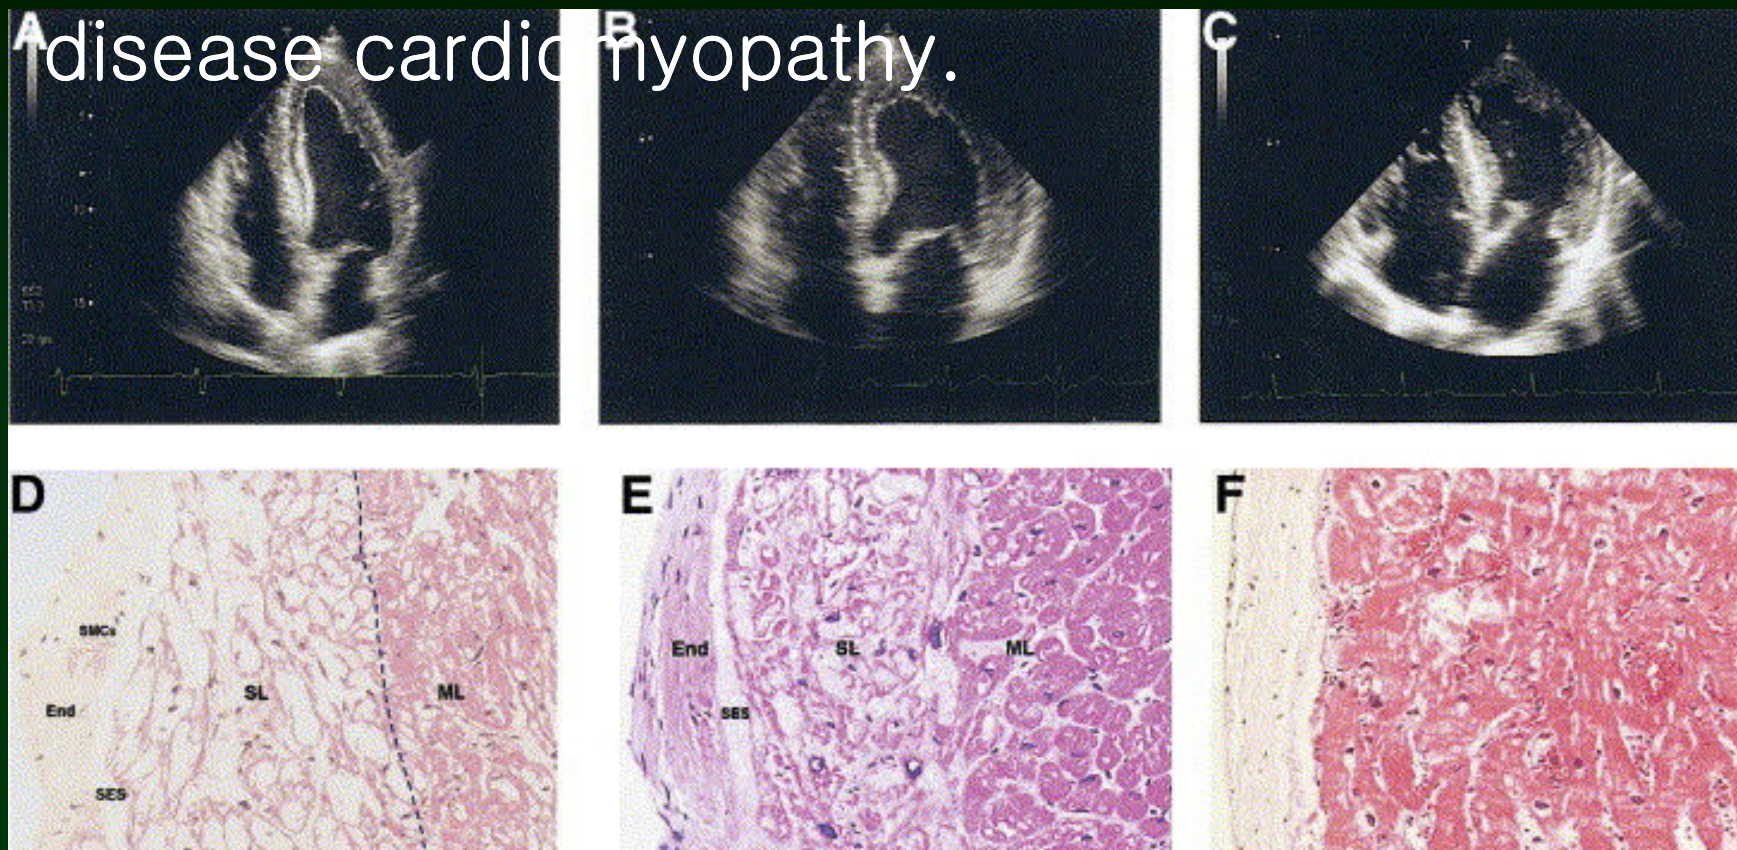 A B C
disease cardiomyopathy.
D E F
SMCs
End SL ML
SES
End SL ML
SES